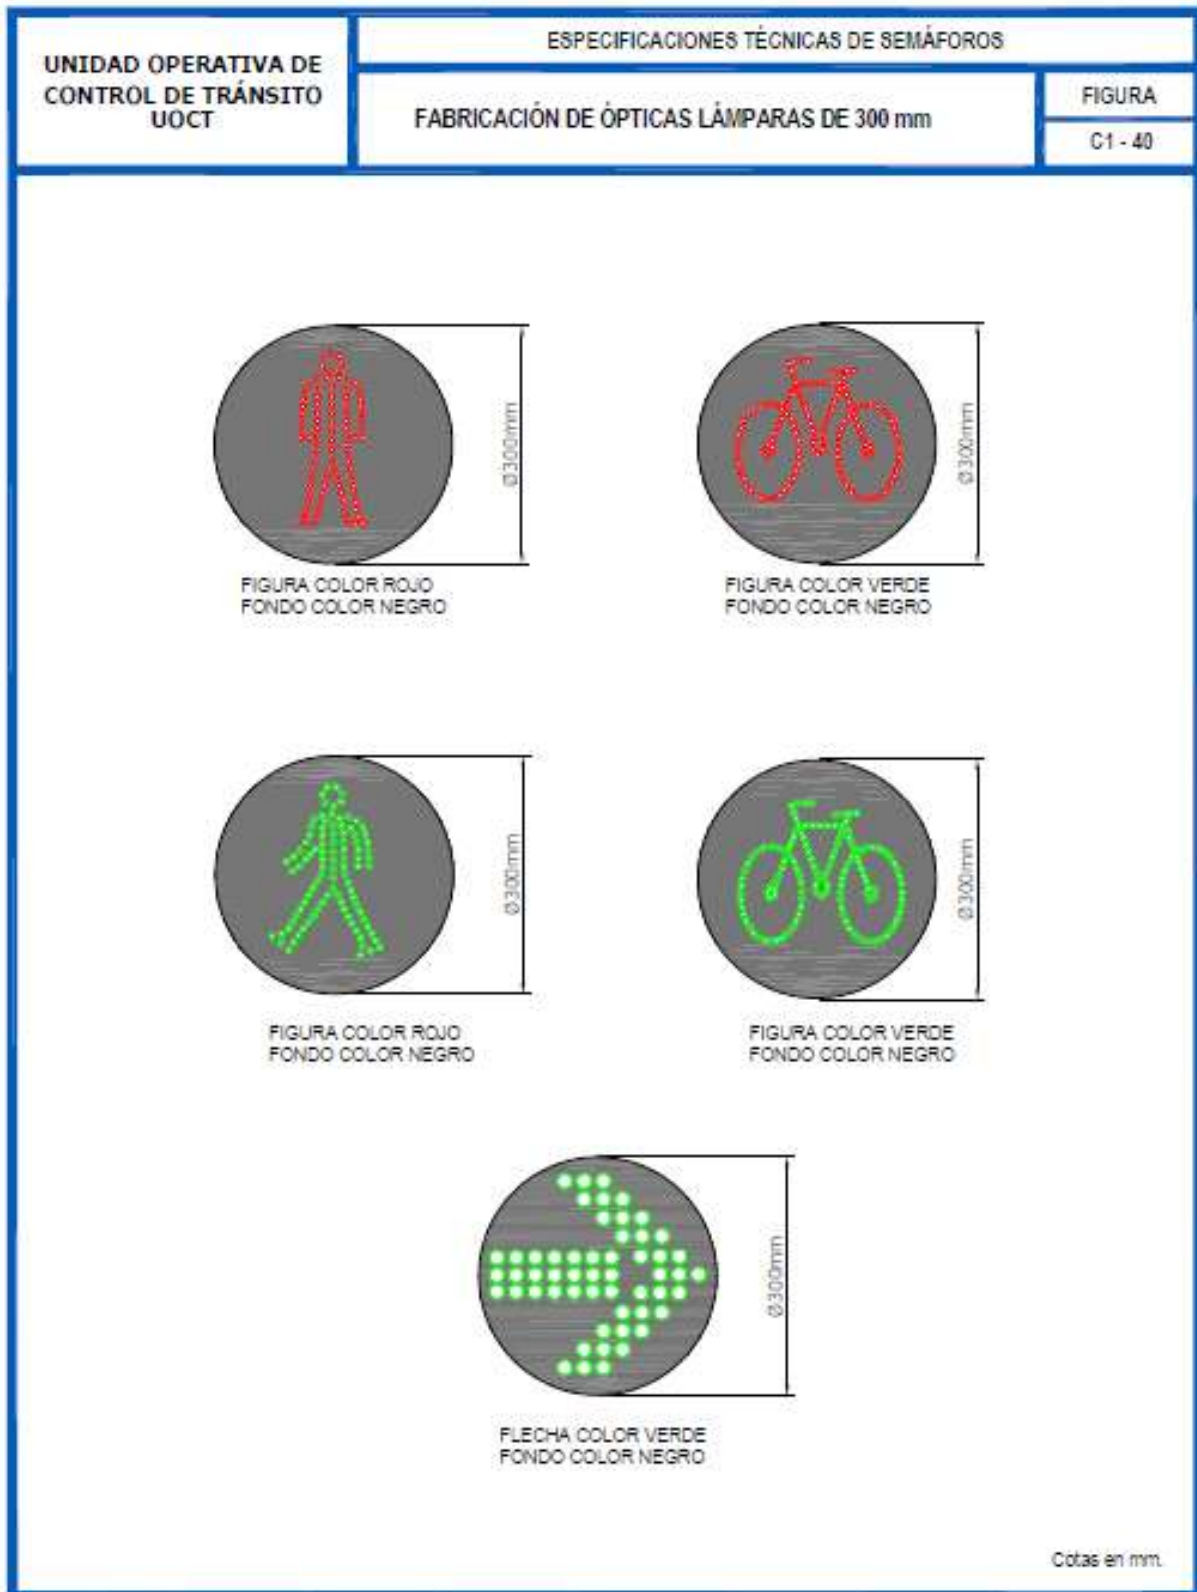 UNIDAD OPERATIVA DE
CONTROL DE TRÁNSITO
UOCT
ESPECIFICACIONES TÉCNICAS DE SEMÁFOROS
FABRICACIÓN DE ÓPTICAS LÁMPARAS DE 300 mm
FIGURA
C1 - 40
Ø300mm
Ø300mm
FIGURA COLOR ROJO
FONDO COLOR NEGRO
FIGURA COLOR VERDE
FONDO COLOR NEGRO
Ø300mm
Ø300mm
FIGURA COLOR ROJO
FONDO COLOR NEGRO
FIGURA COLOR VERDE
FONDO COLOR NEGRO
Ø300mm
FLECHA COLOR VERDE
FONDO COLOR NEGRO
Cotas en mm.